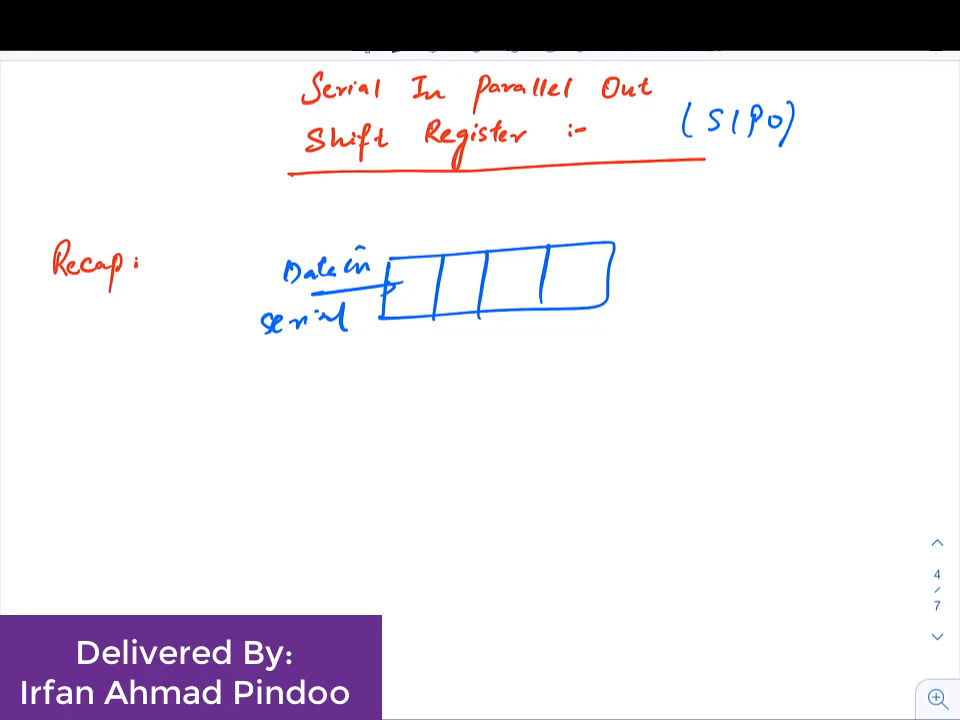 Serial In Parallel Out
Shift Register :-
(SIPO)
Recap:
Data in
serial
4
/
7
Delivered By:
Irfan Ahmad Pindoo